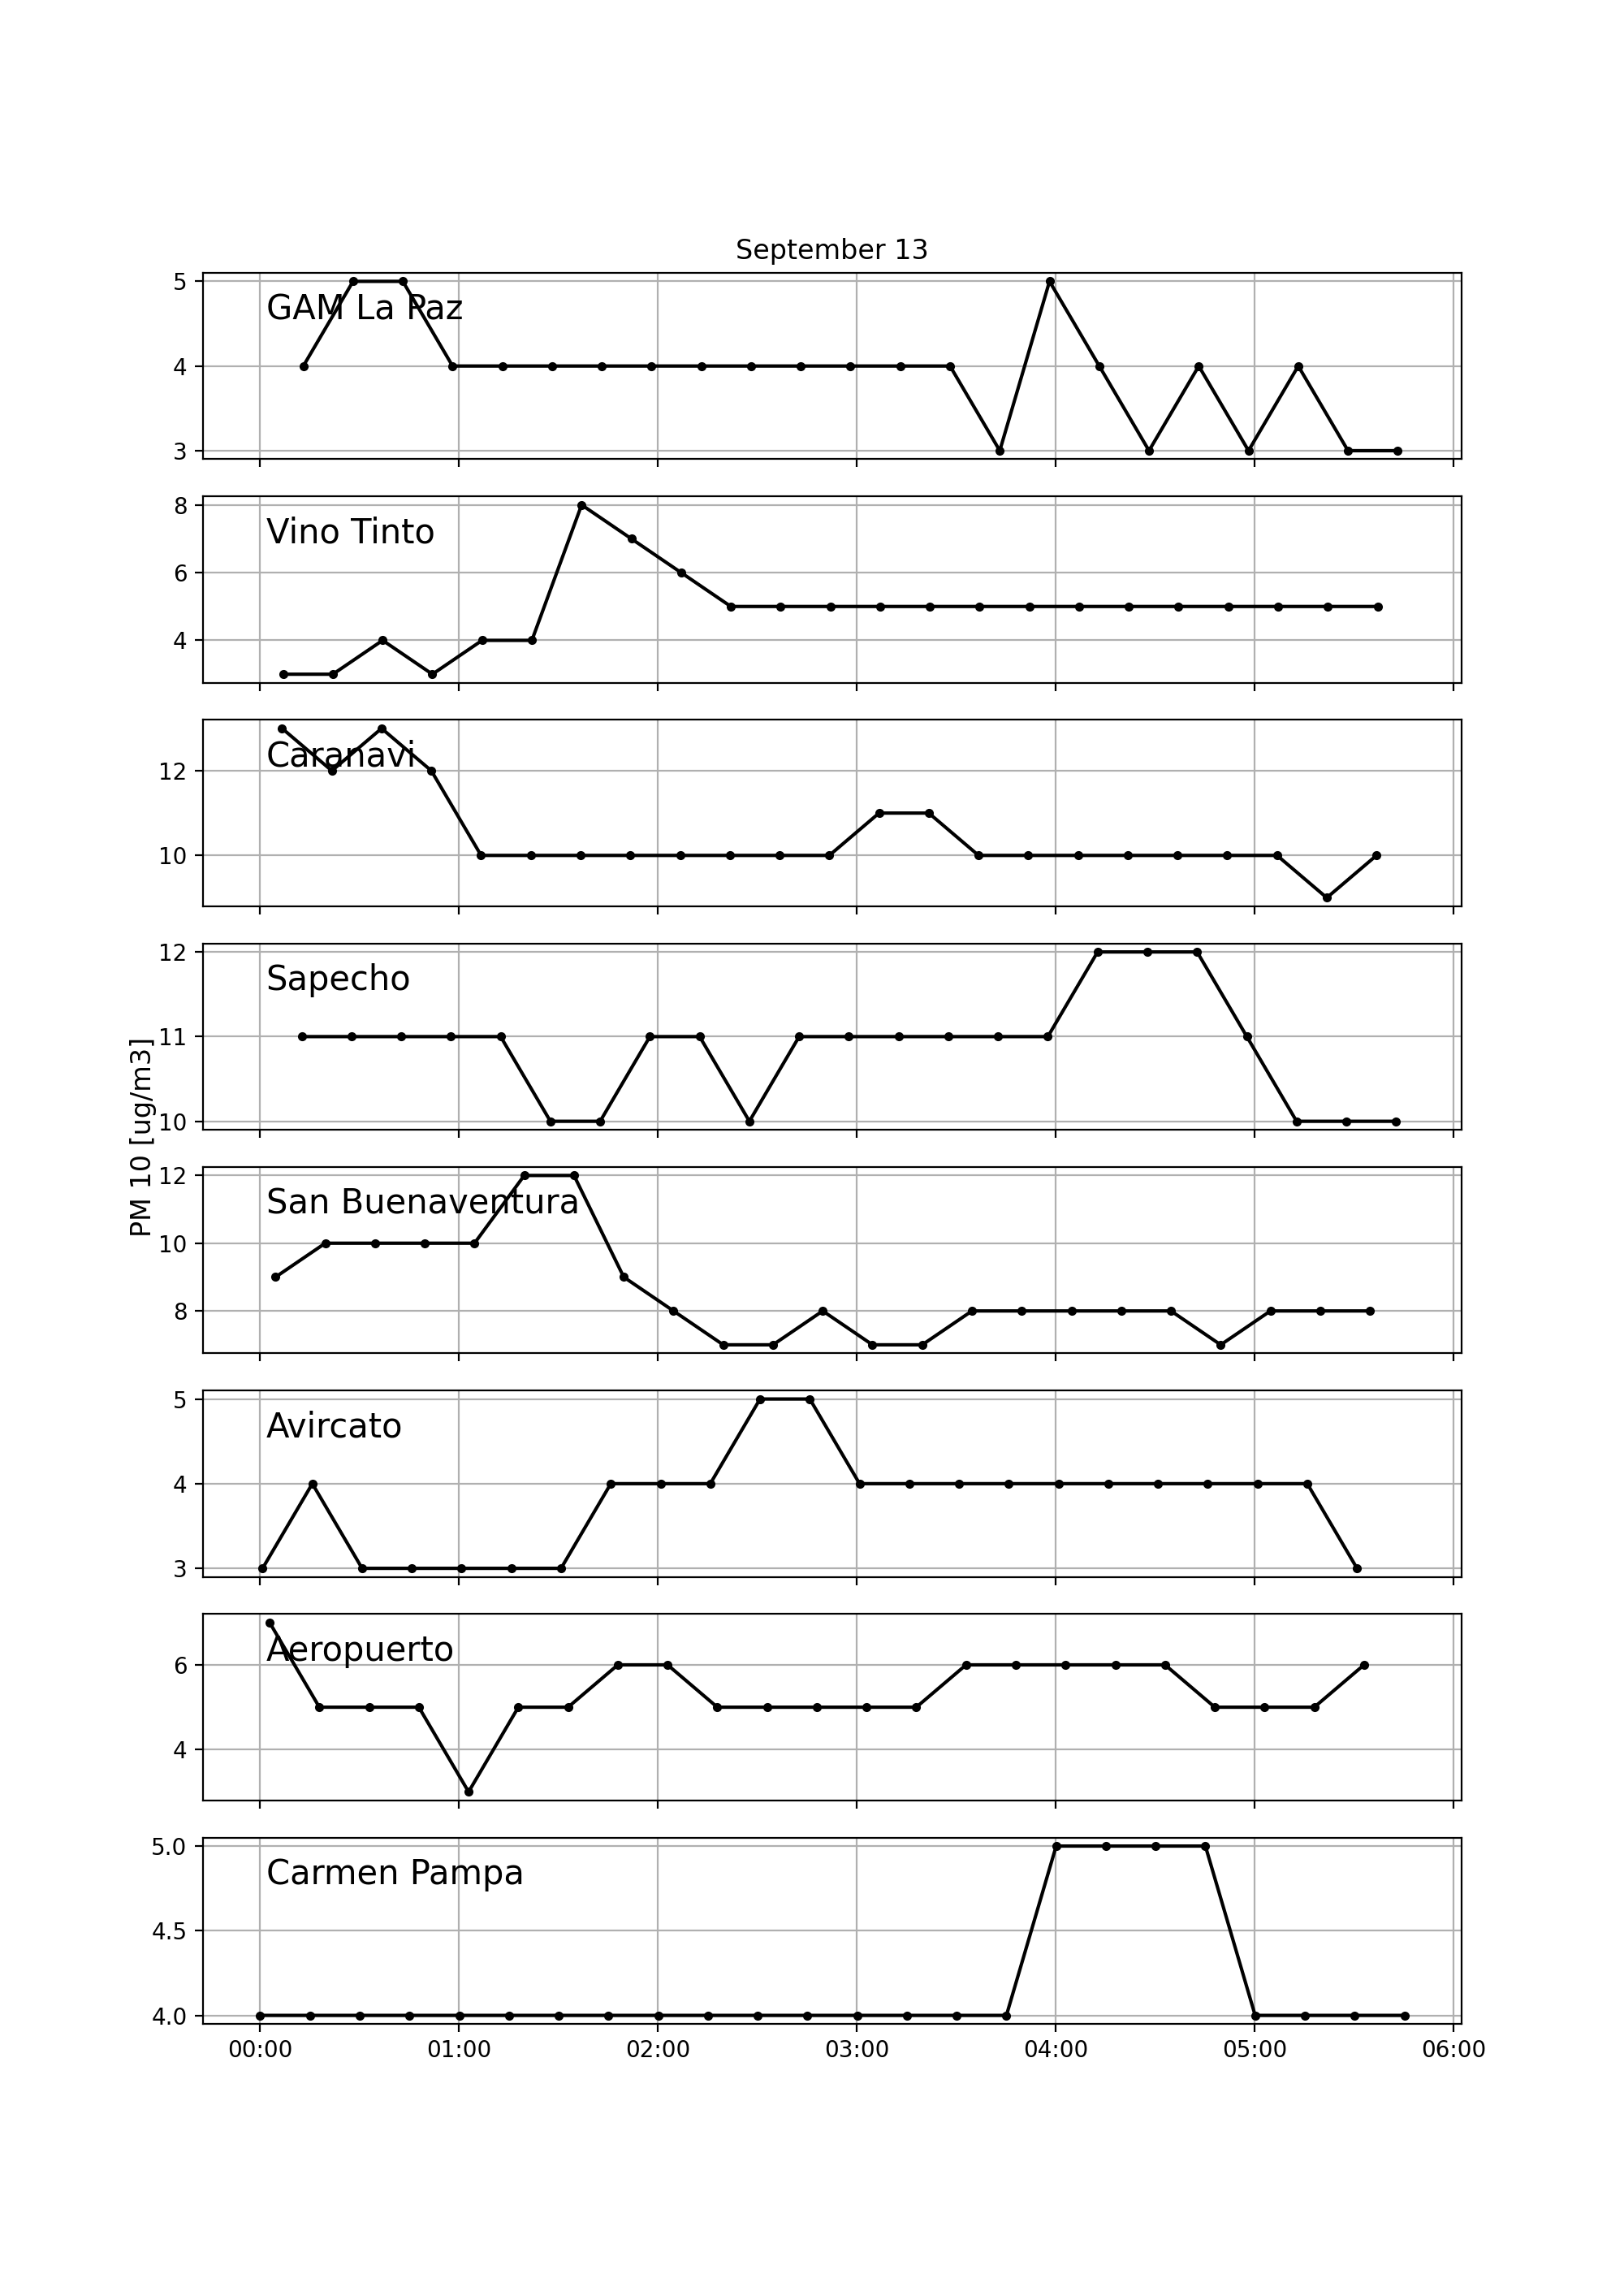 September 13
5
GAM La Paz
4
3
8
Vino Tinto
6
4
Caranavi
12
10
12
Sapecho
11
10
PM 10 [ug/m3]
12
San Buenaventura
10
8
5
Avircato
4
3
Aeropuerto
6
4
5.0
Carmen Pampa
4.5
4.0
00:00 01:00 02:00 03:00 04:00 05:00 06:00